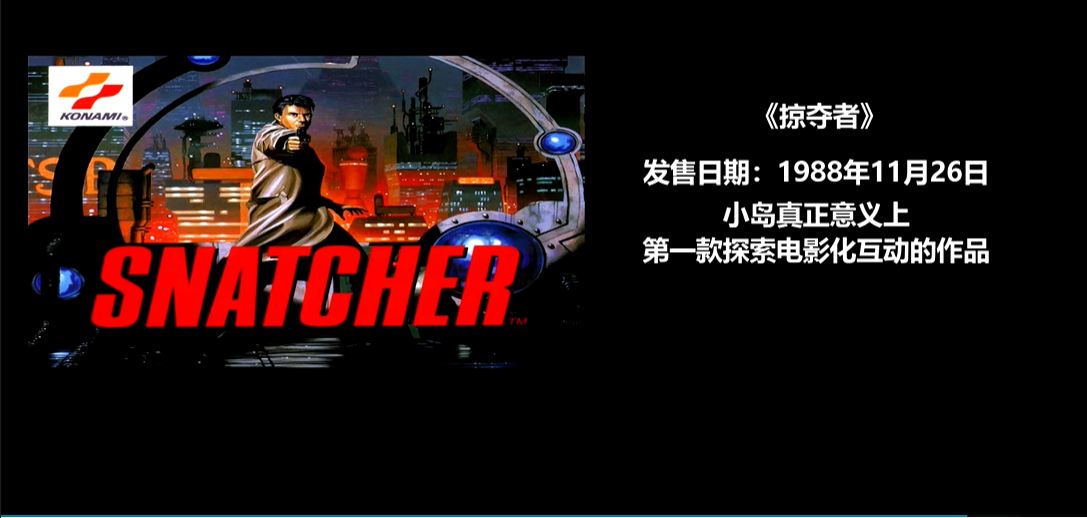 KONAMI®
SNATCHER™
《掠夺者》
发售日期：1988年11月26日
小岛真正意义上
第一款探索电影化互动的作品